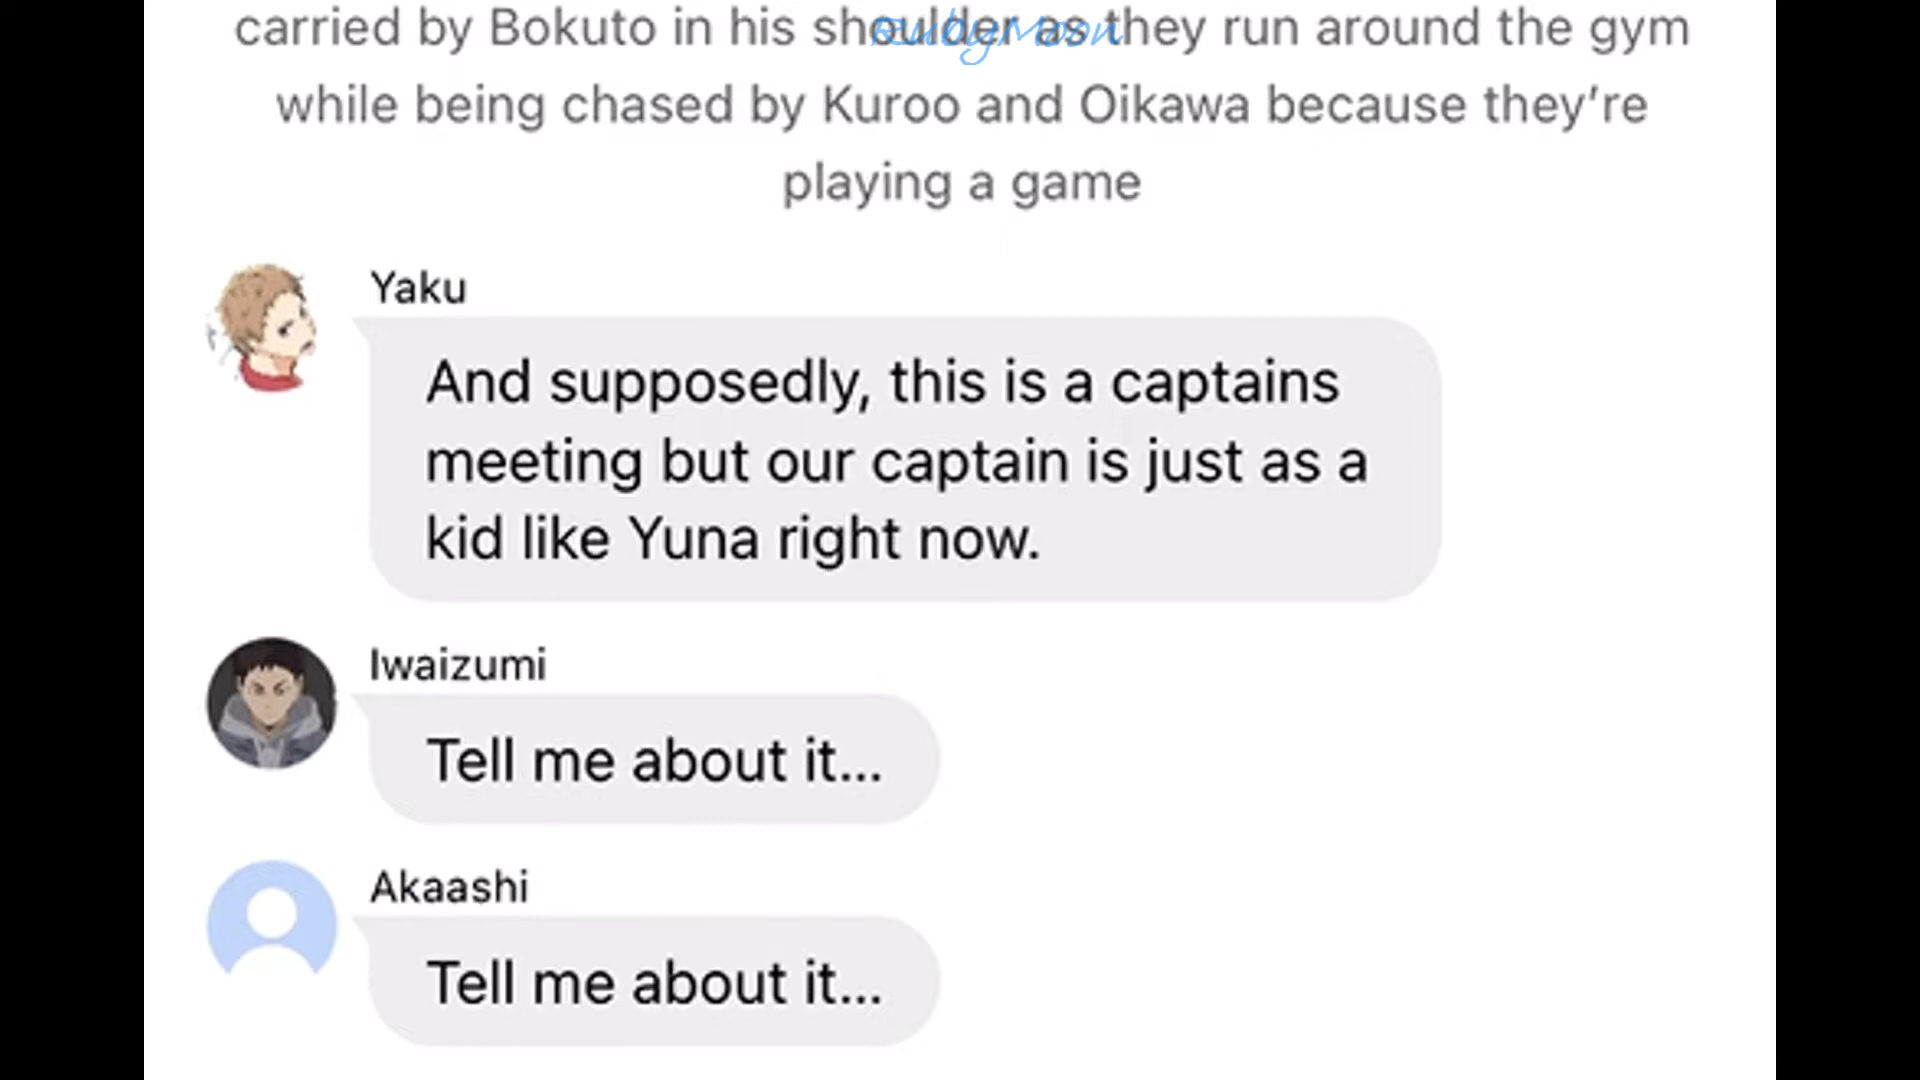 carried by Bokuto in his shoulder as they run around the gym
RubyMoon
while being chased by Kuroo and Oikawa because they’re
playing a game
Yaku
And supposedly, this is a captains
meeting but our captain is just as a
kid like Yuna right now.
Iwaizumi
Tell me about it...
Akaashi
Tell me about it...